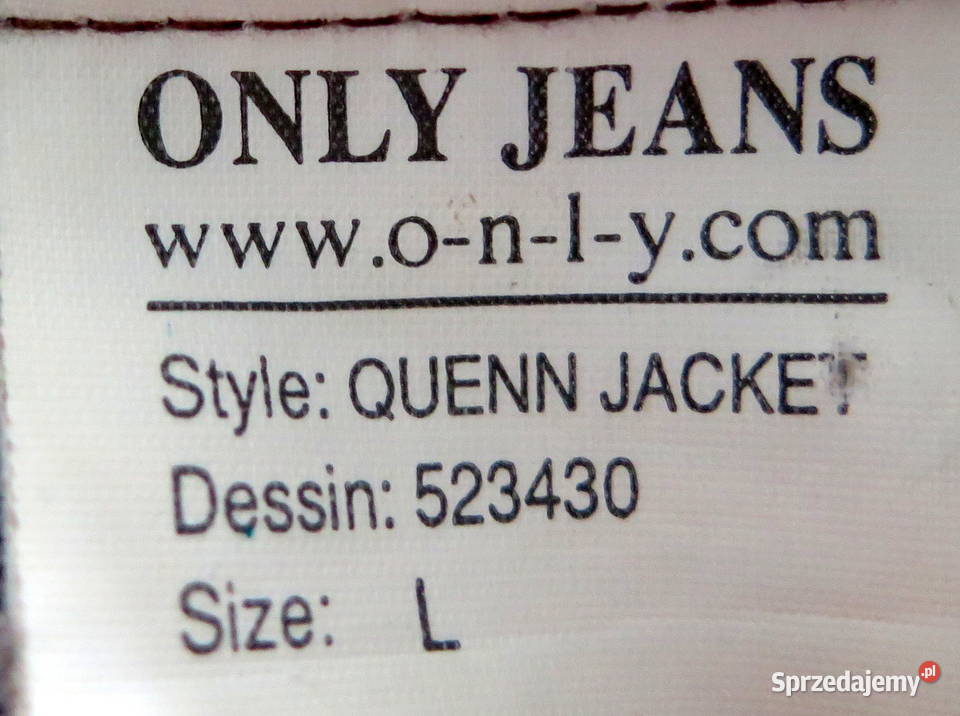 ONLY JEANS
www.o-n-l-y.com
Style: QUENN JACKET
Dessin: 523430
Size: L
Sprzedajemy.pl